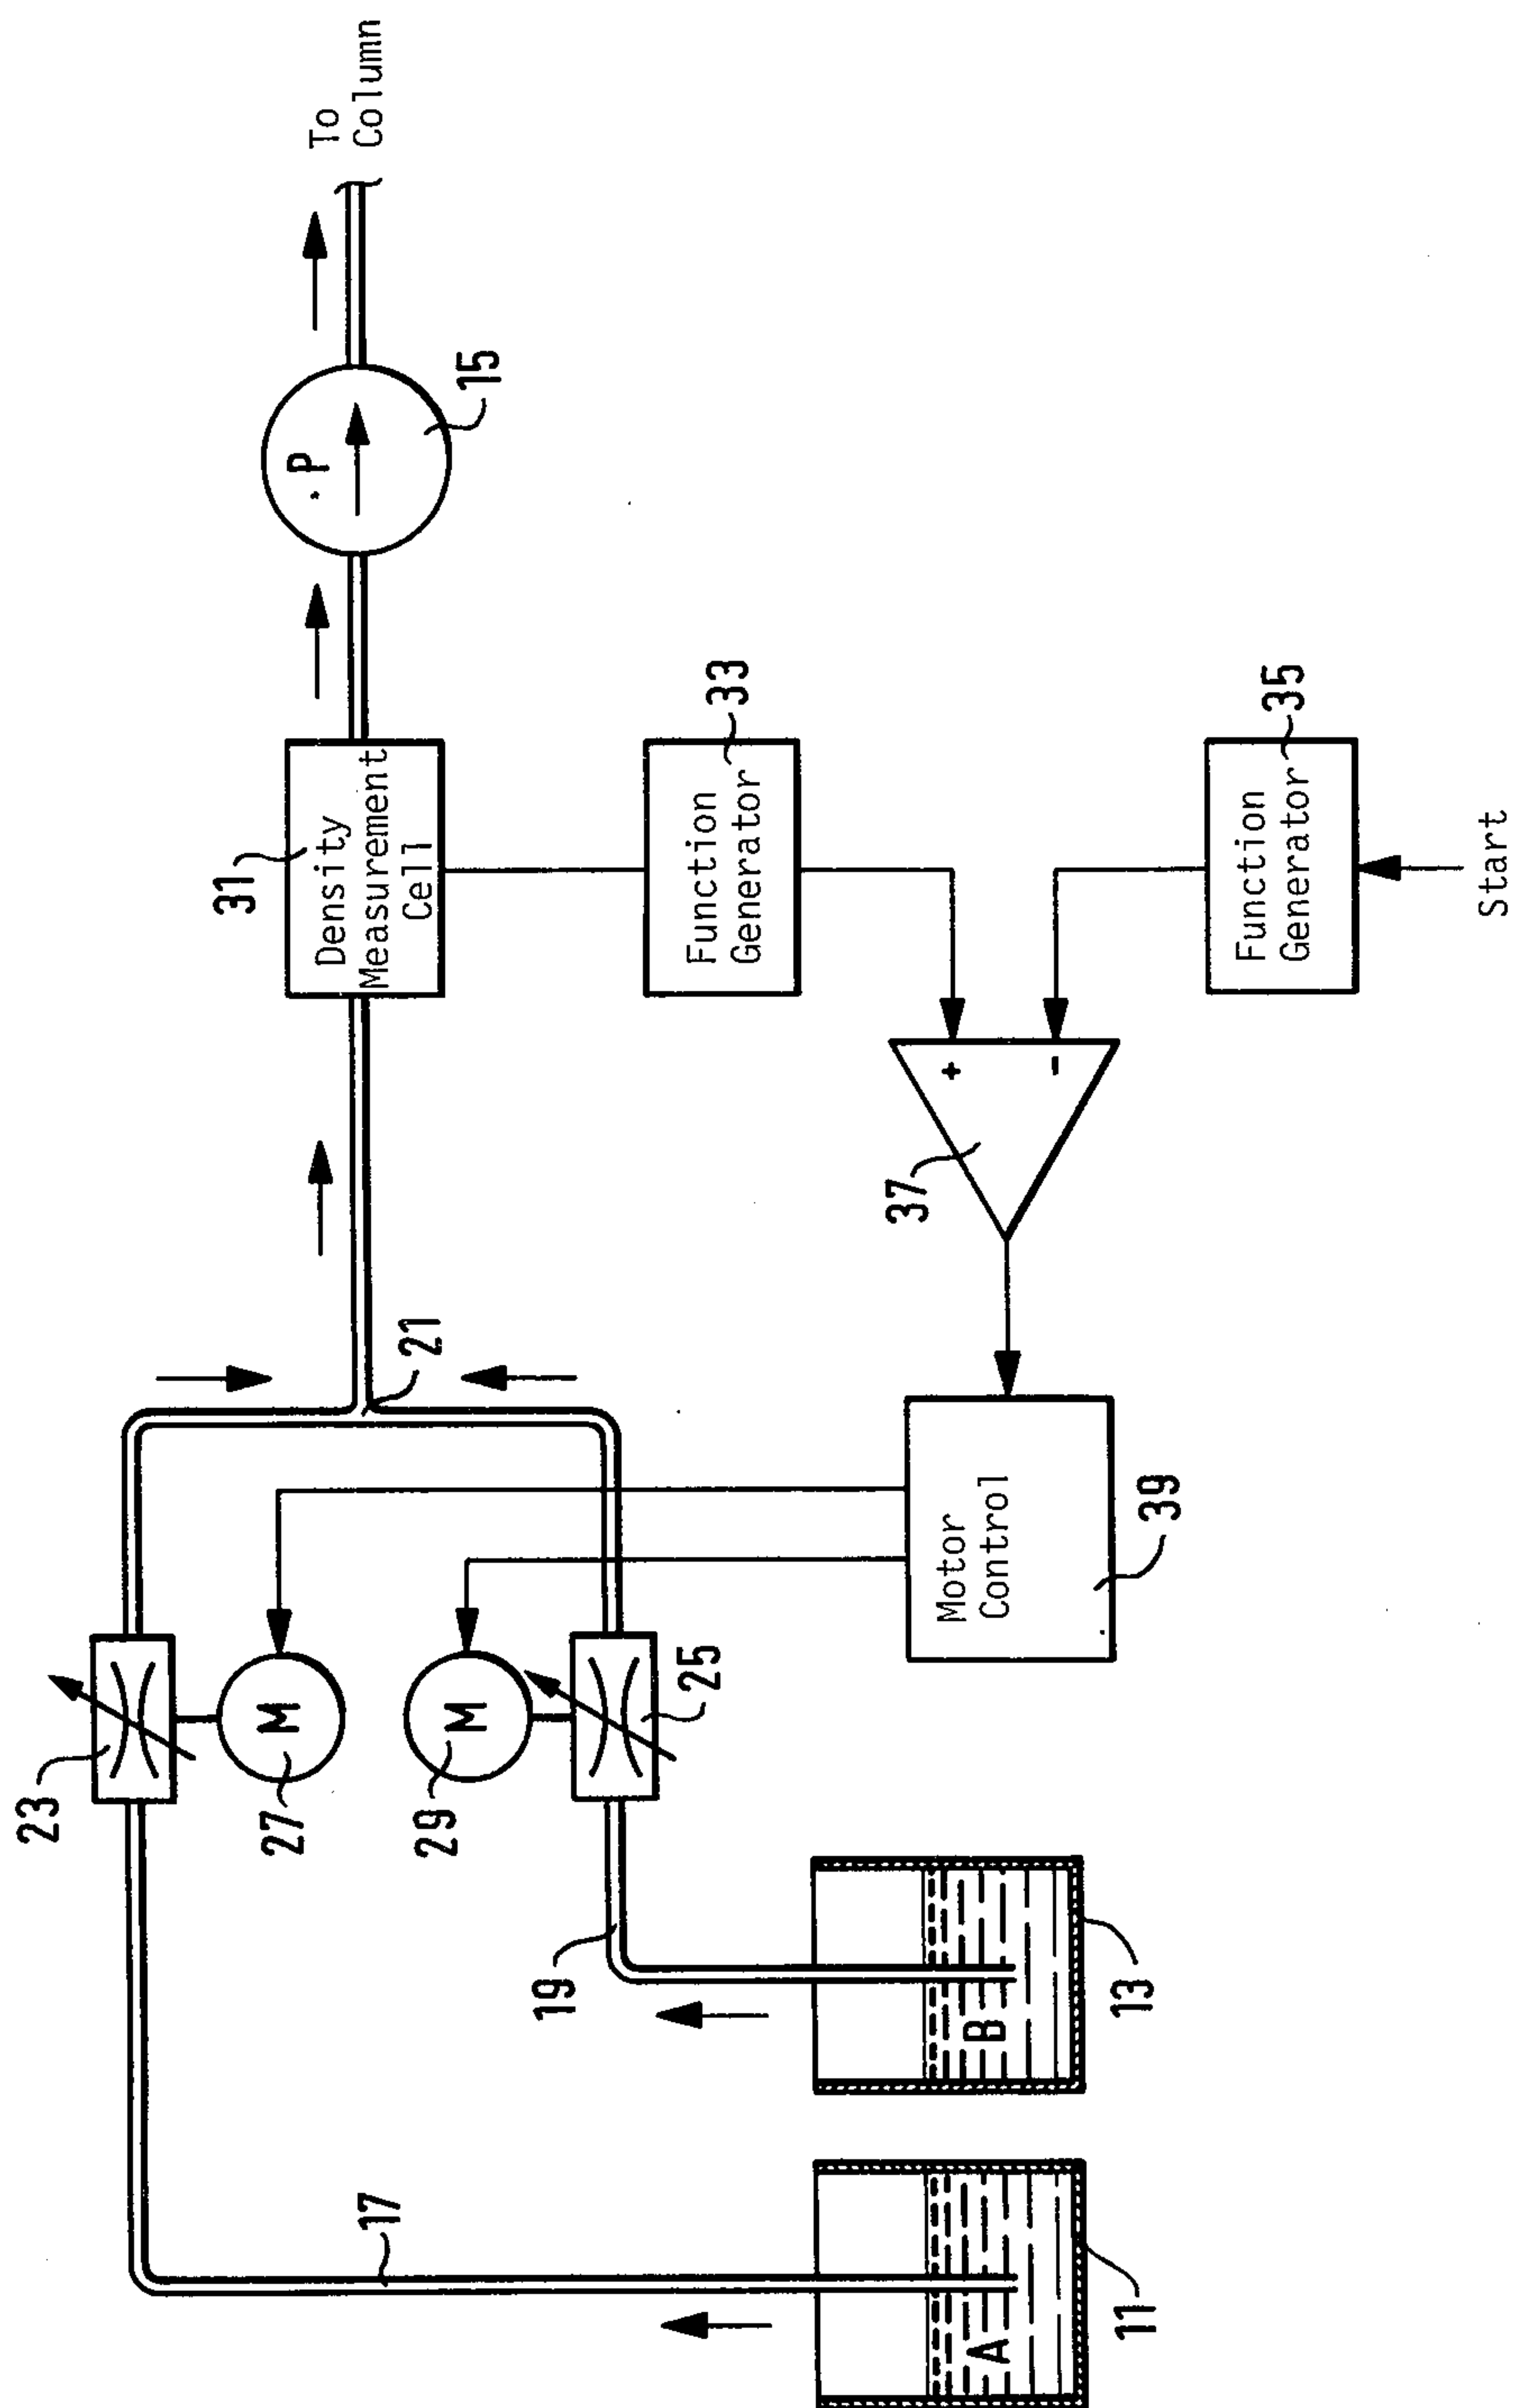 23
27
M
29
M
25
19
17
21
11
A
13
B
31
Density
Measurement
Cell
.P
15
To
Column
Function
Generator
33
Function
Generator
35
Start
+
-
37
Motor
Control
39